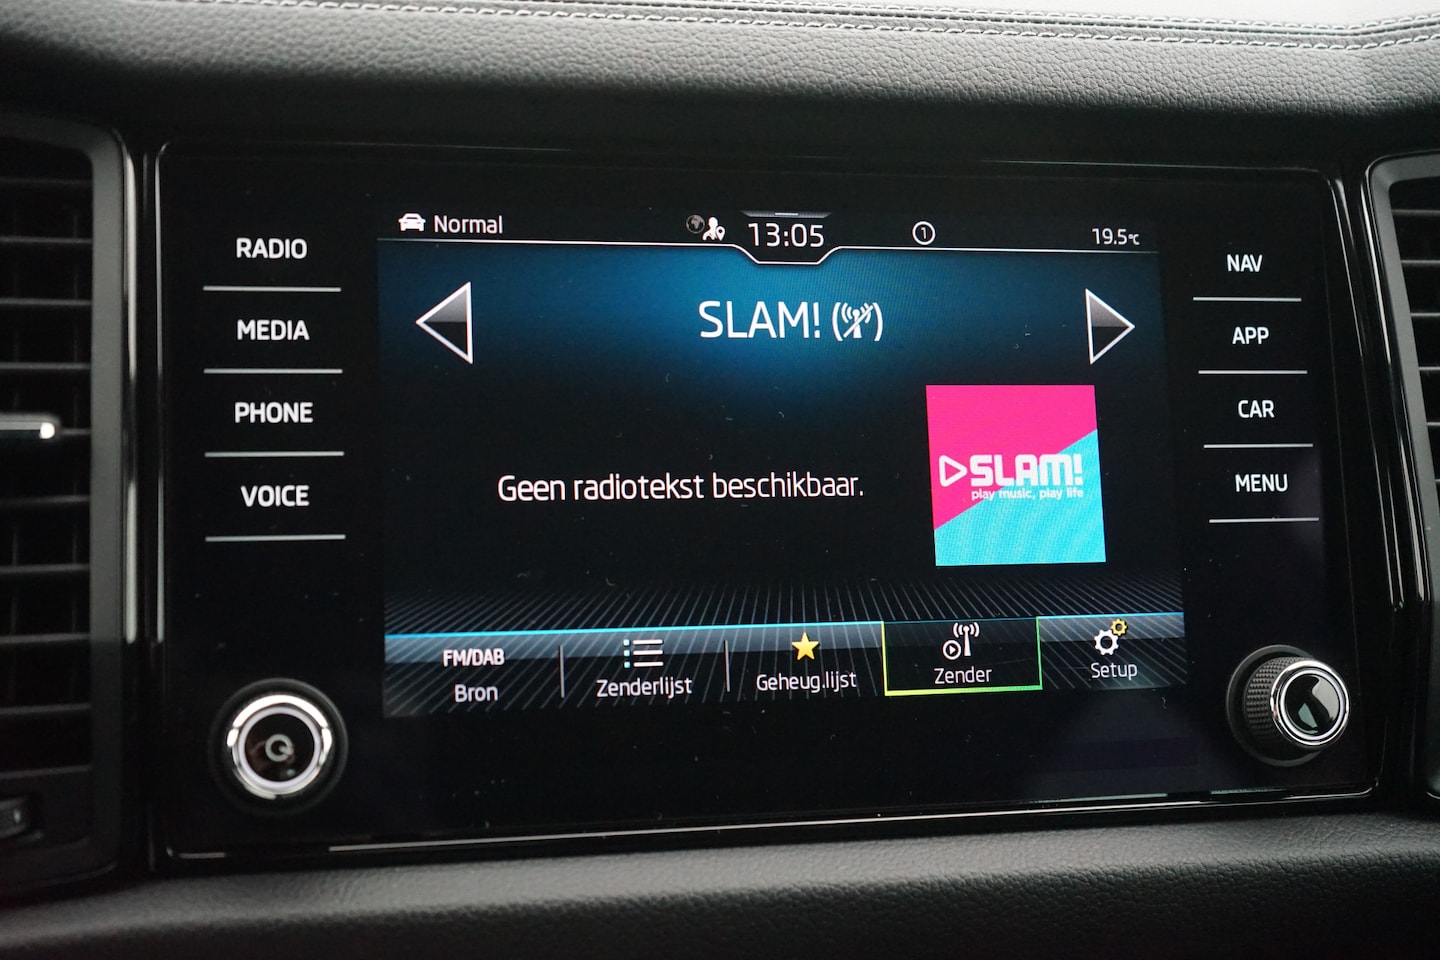 Normal
13:05
1
19.5°C
RADIO
MEDIA
PHONE
VOICE
SLAM!
Geen radiotekst beschikbaar.
SLAM!
play music, play life
FM/DAB
Bron
Zenderlijst
Geheug.lijst
Zender
Setup
NAV
APP
CAR
MENU